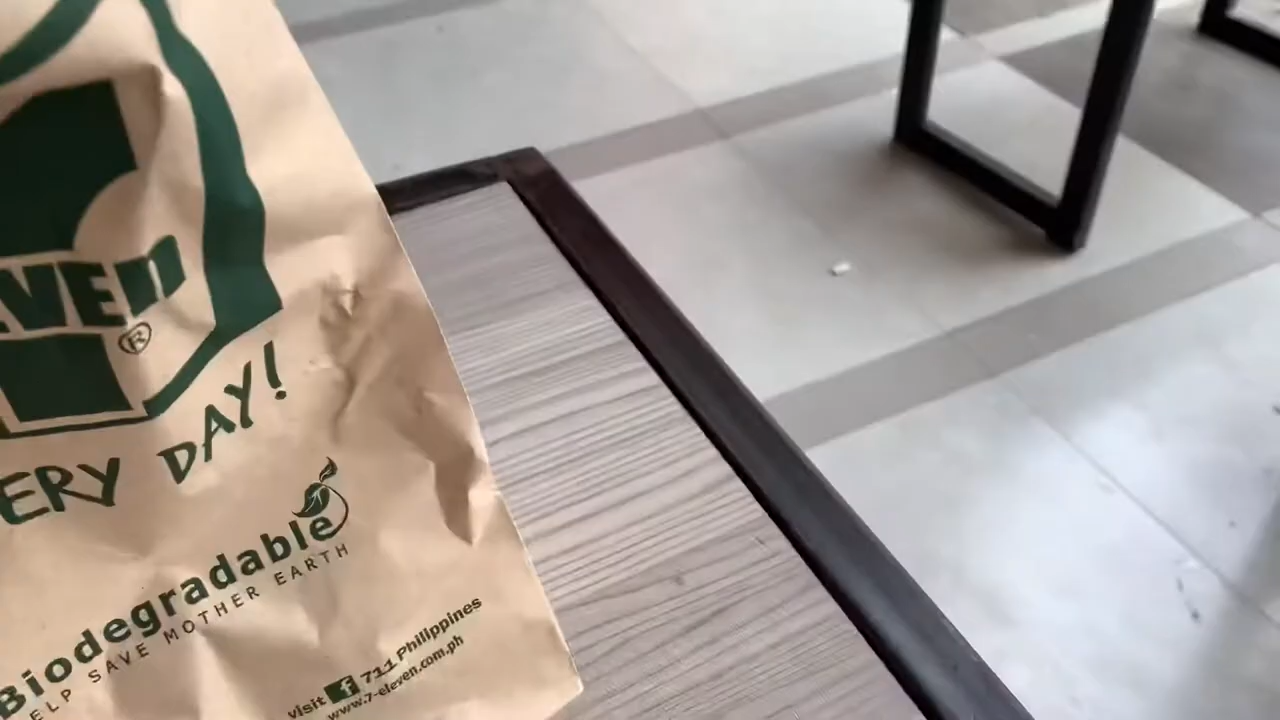 EVEn
®
ERY DAY!
Biodegradable
ELP SAVE MOTHER EARTH
visit f 711 Philippines
www.7-eleven.com.ph